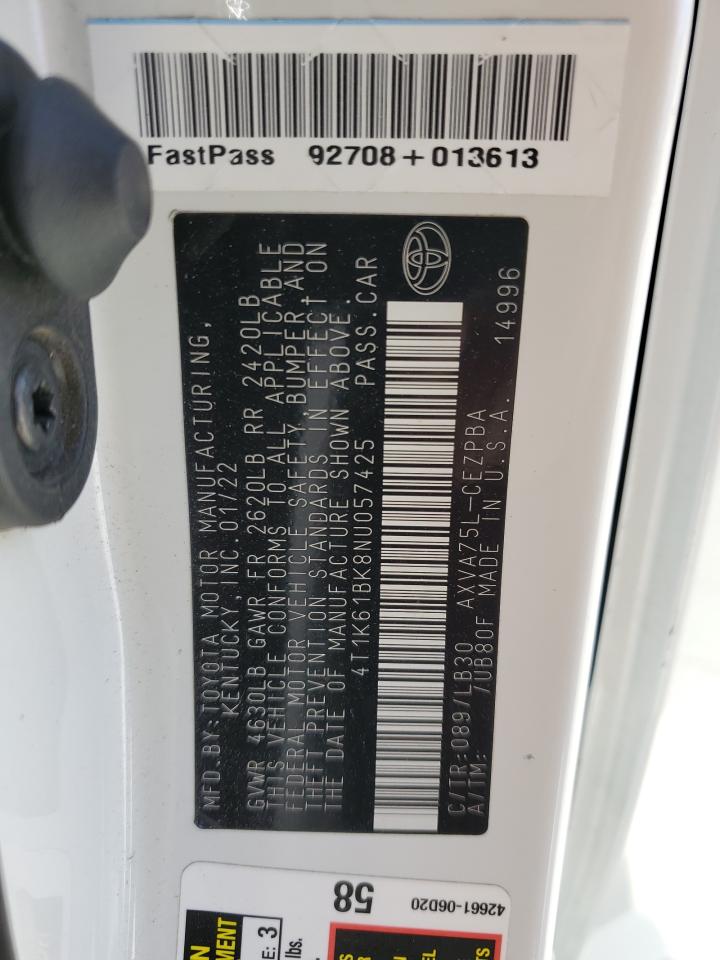 FastPass 92708+013613
MFD.BY:TOYOTA MOTOR MANUFACTURING,
KENTUCKY, INC. 01/22
GVWR 4630LB GAWR FR 2620LB RR 2420LB
THIS VEHICLE CONFORMS TO ALL APPLICABLE
FEDERAL MOTOR VEHICLE SAFETY, BUMPER AND
THEFT PREVENTION STANDARDS IN EFFECT ON
THE DATE OF MANUFACTURE SHOWN ABOVE.
4T1K61BK8NU057425 PASS.CAR
C/TR:089/LB30 AXVA75L-CEZPBA
A/TM: /UB80F MADE IN U.S.A. 14996
58
42661-06D20
E: 3
lbs.